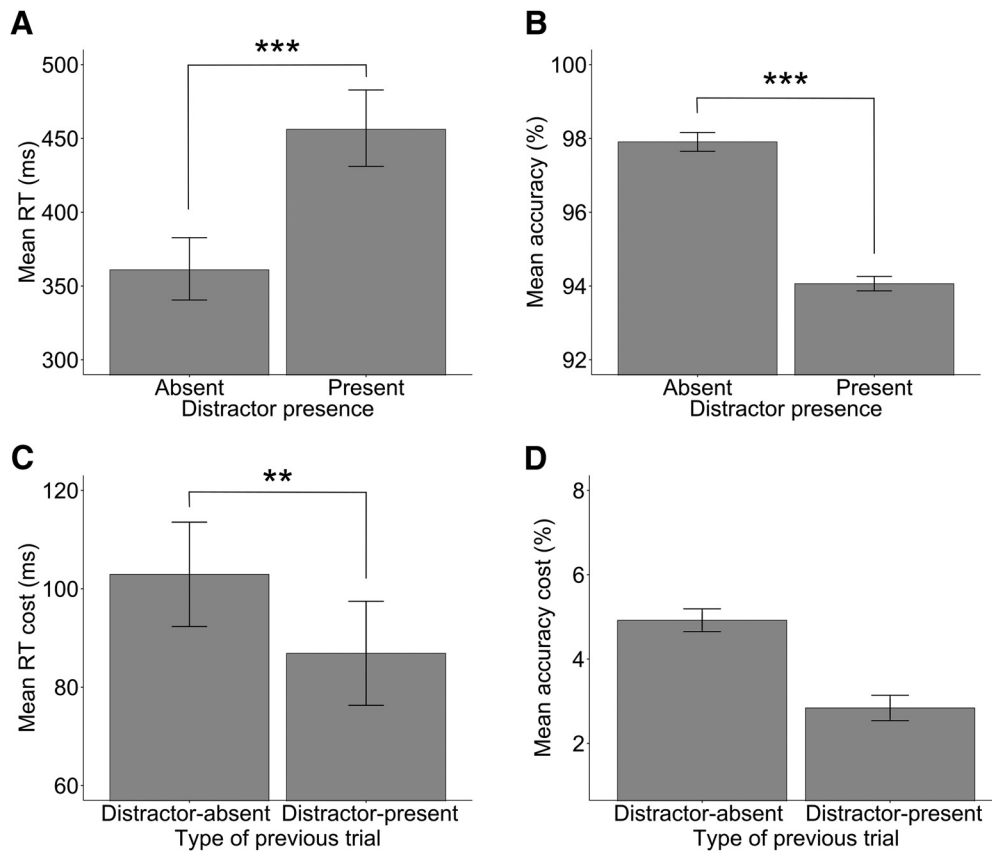 A
***
500
450
400
350
300
Mean RT (ms)
Absent Present
Distractor presence
B
***
100
98
96
94
92
Mean accuracy (%)
Absent Present
Distractor presence
C
**
120
100
80
60
Mean RT cost (ms)
Distractor-absent Distractor-present
Type of previous trial
D
8
6
4
2
Mean accuracy cost (%)
Distractor-absent Distractor-present
Type of previous trial